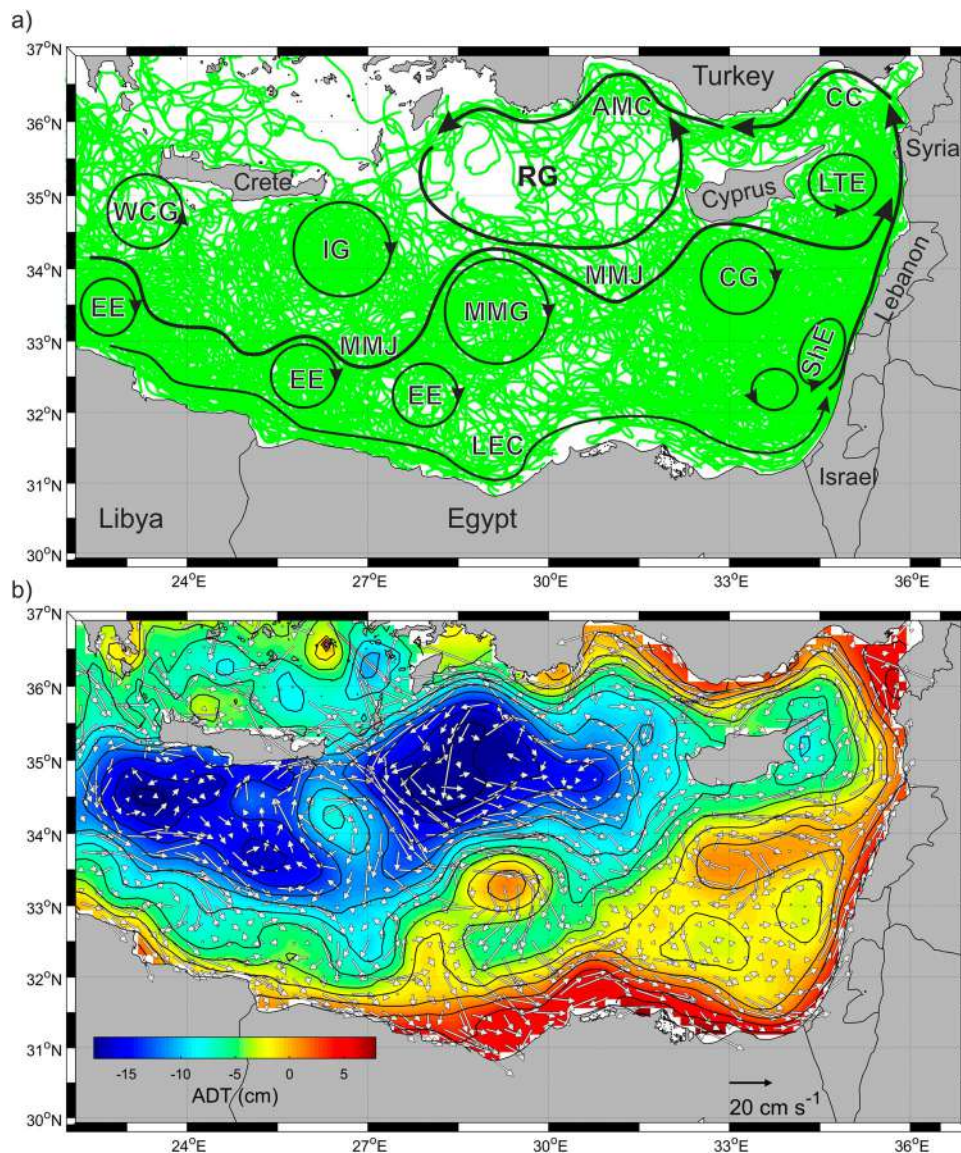 a)
37°N
36°N
35°N
34°N
33°N
32°N
31°N
30°N
Turkey
AMC
CC
Syria
RG
Crete
Cyprus
LTE
WCG
IG
MMJ
CG
Lebanon
EE
MMG
MMJ
ShE
EE
EE
LEC
Israel
Libya
Egypt
24°E
27°E
30°E
33°E
36°E
b)
37°N
36°N
35°N
34°N
33°N
32°N
31°N
30°N
-15
-10
-5
0
5
ADT (cm)
20 cm s⁻¹
24°E
27°E
30°E
33°E
36°E